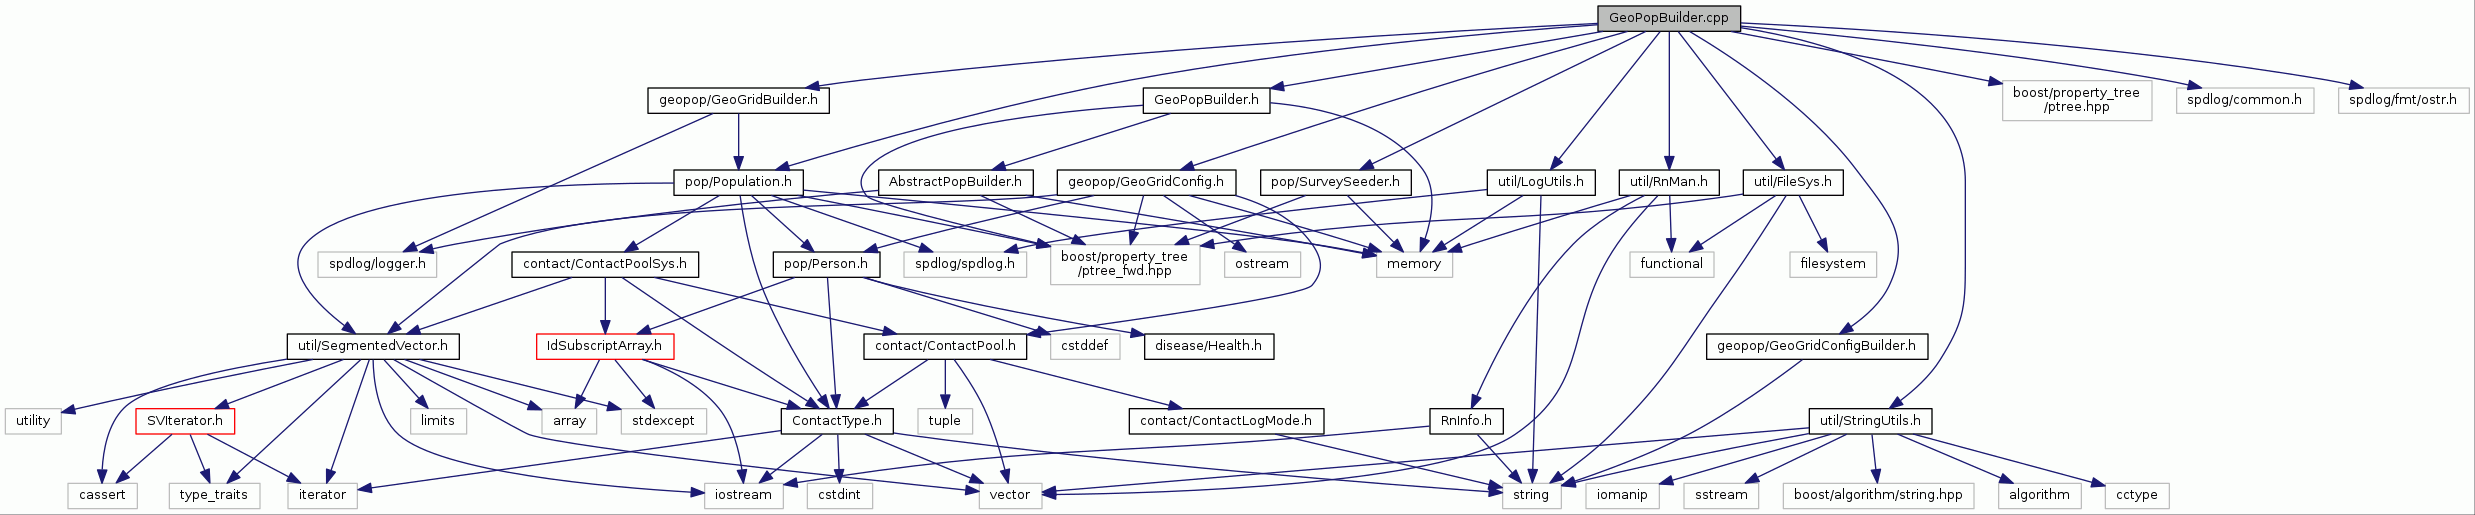 GeoPopBuilder.cpp
geopop/GeoGridBuilder.h
GeoPopBuilder.h
boost/property_tree
/ptree.hpp
spdlog/common.h
spdlog/fmt/ostr.h
pop/Population.h
AbstractPopBuilder.h
geopop/GeoGridConfig.h
pop/SurveySeeder.h
util/LogUtils.h
util/RnMan.h
util/FileSys.h
spdlog/logger.h
contact/ContactPoolSys.h
pop/Person.h
spdlog/spdlog.h
boost/property_tree
/ptree_fwd.hpp
ostream
memory
functional
filesystem
util/SegmentedVector.h
IdSubscriptArray.h
contact/ContactPool.h
cstddef
disease/Health.h
geopop/GeoGridConfigBuilder.h
utility
SVIterator.h
limits
array
stdexcept
ContactType.h
tuple
contact/ContactLogMode.h
RnInfo.h
util/StringUtils.h
cassert
type_traits
iterator
iostream
cstdint
vector
string
iomanip
sstream
boost/algorithm/string.hpp
algorithm
cctype